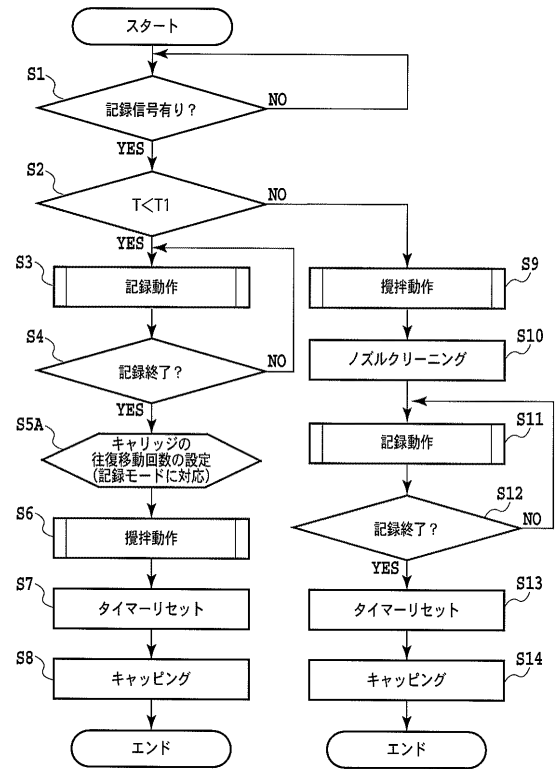 スタート
S1
記録信号有り?
NO
YES
S2
T<T1
NO
YES
S3
記録動作
S4
記録終了?
NO
YES
S5A
キャリッジの
往復移動回数の設定
(記録モードに対応)
S6
攪拌動作
S7
タイマーリセット
S8
キャッピング
エンド
S9
攪拌動作
S10
ノズルクリーニング
S11
記録動作
S12
記録終了?
NO
YES
S13
タイマーリセット
S14
キャッピング
エンド